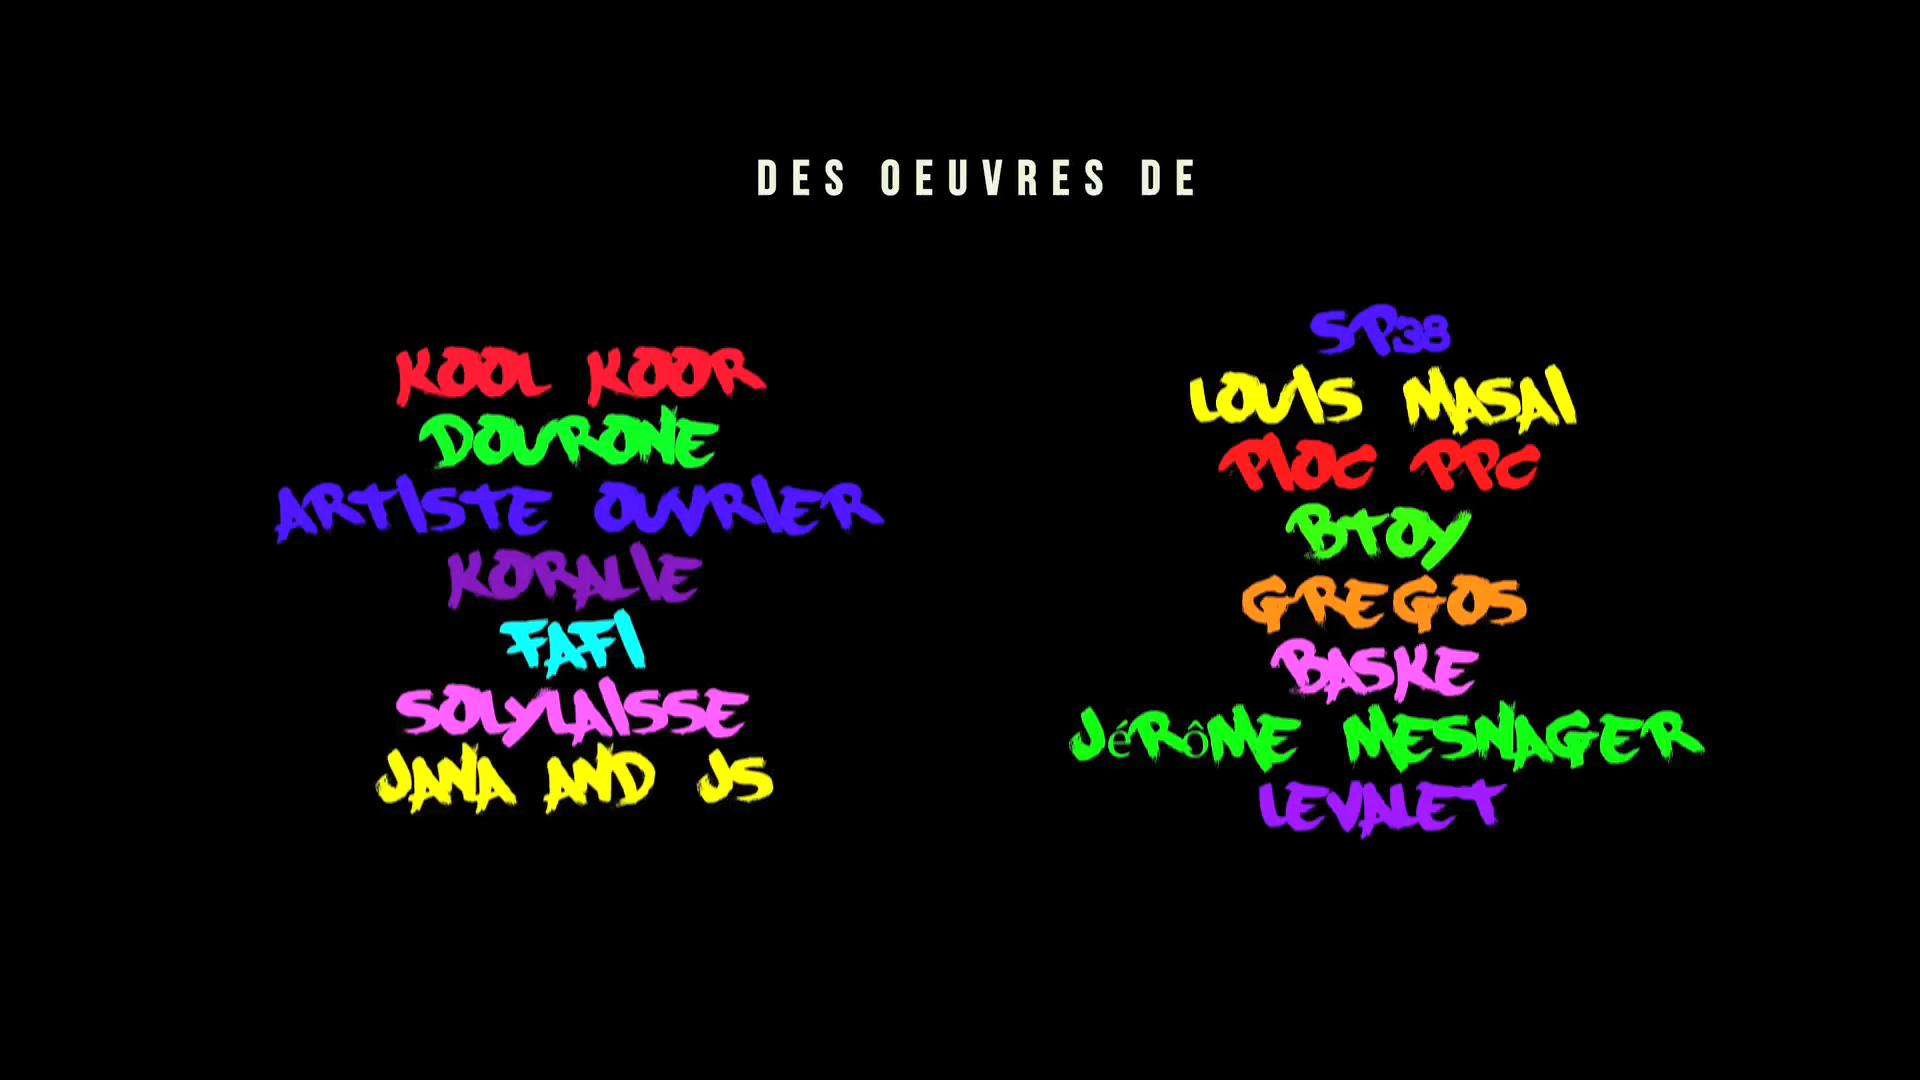 DES OEUVRES DE
KOOL KOOR
DOURONE
ARTISTE OUVRIER
KORALIE
FAFI
SOLYLAISSE
JANA AND JS
SP38
LOUIS MASAI
PIOC PPC
BTOY
GREGOS
BASKE
JéRôME MESNAGER
LEVALET